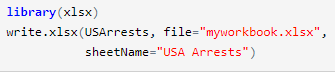 library(xlsx)
write.xlsx(USArrests, file="myworkbook.xlsx",
sheetName="USA Arrests")